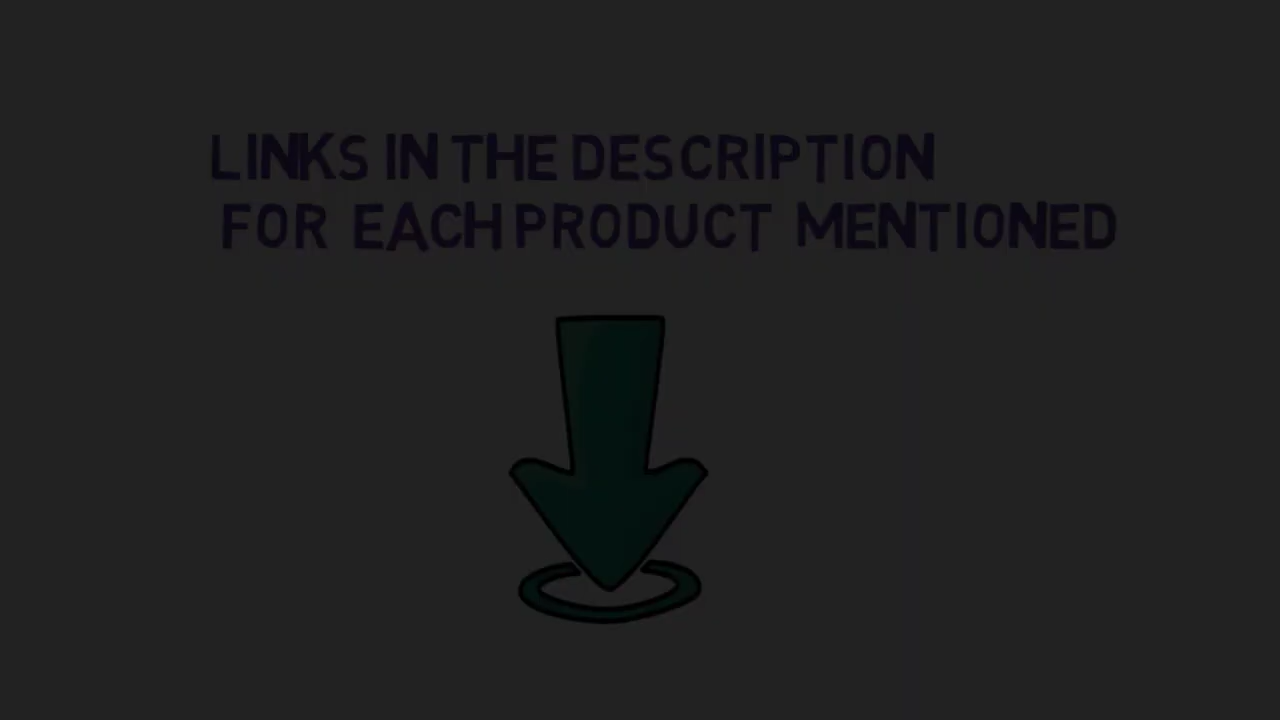 LINKS IN THE DESCRIPTION
FOR EACH PRODUCT MENTIONED